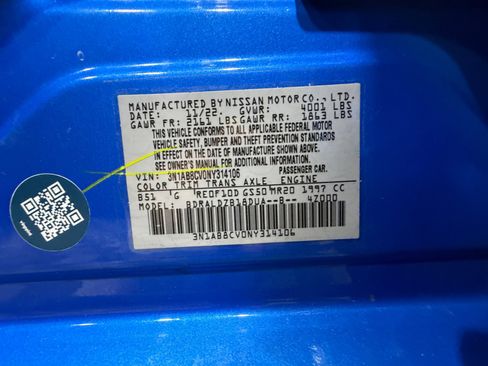 MANUFACTURED BY NISSAN MOTOR CO., LTD.
DATE: 11/22 GVWR: 4001 LBS
GAWR FR: 2161 LBS GAWR RR: 1863 LBS
THIS VEHICLE CONFORMS TO ALL APPLICABLE FEDERAL MOTOR
VEHICLE SAFETY, BUMPER AND THEFT PREVENTION STANDARDS
IN EFFECT ON THE DATE OF MANUFACTURE SHOWN ABOVE.
SEE OWNER'S MANUAL FOR ADDITIONAL INFORMATION.
VIN: 3N1AB8CV0NY314106 PASSENGER CAR.
COLOR TRIM TRANS AXLE ENGINE
B51 G RE0F10D GS50 MR20 1997 CC
MODEL: BDRALDZB18DUA--B-- 4Z000
3N1AB8CV0NY314106